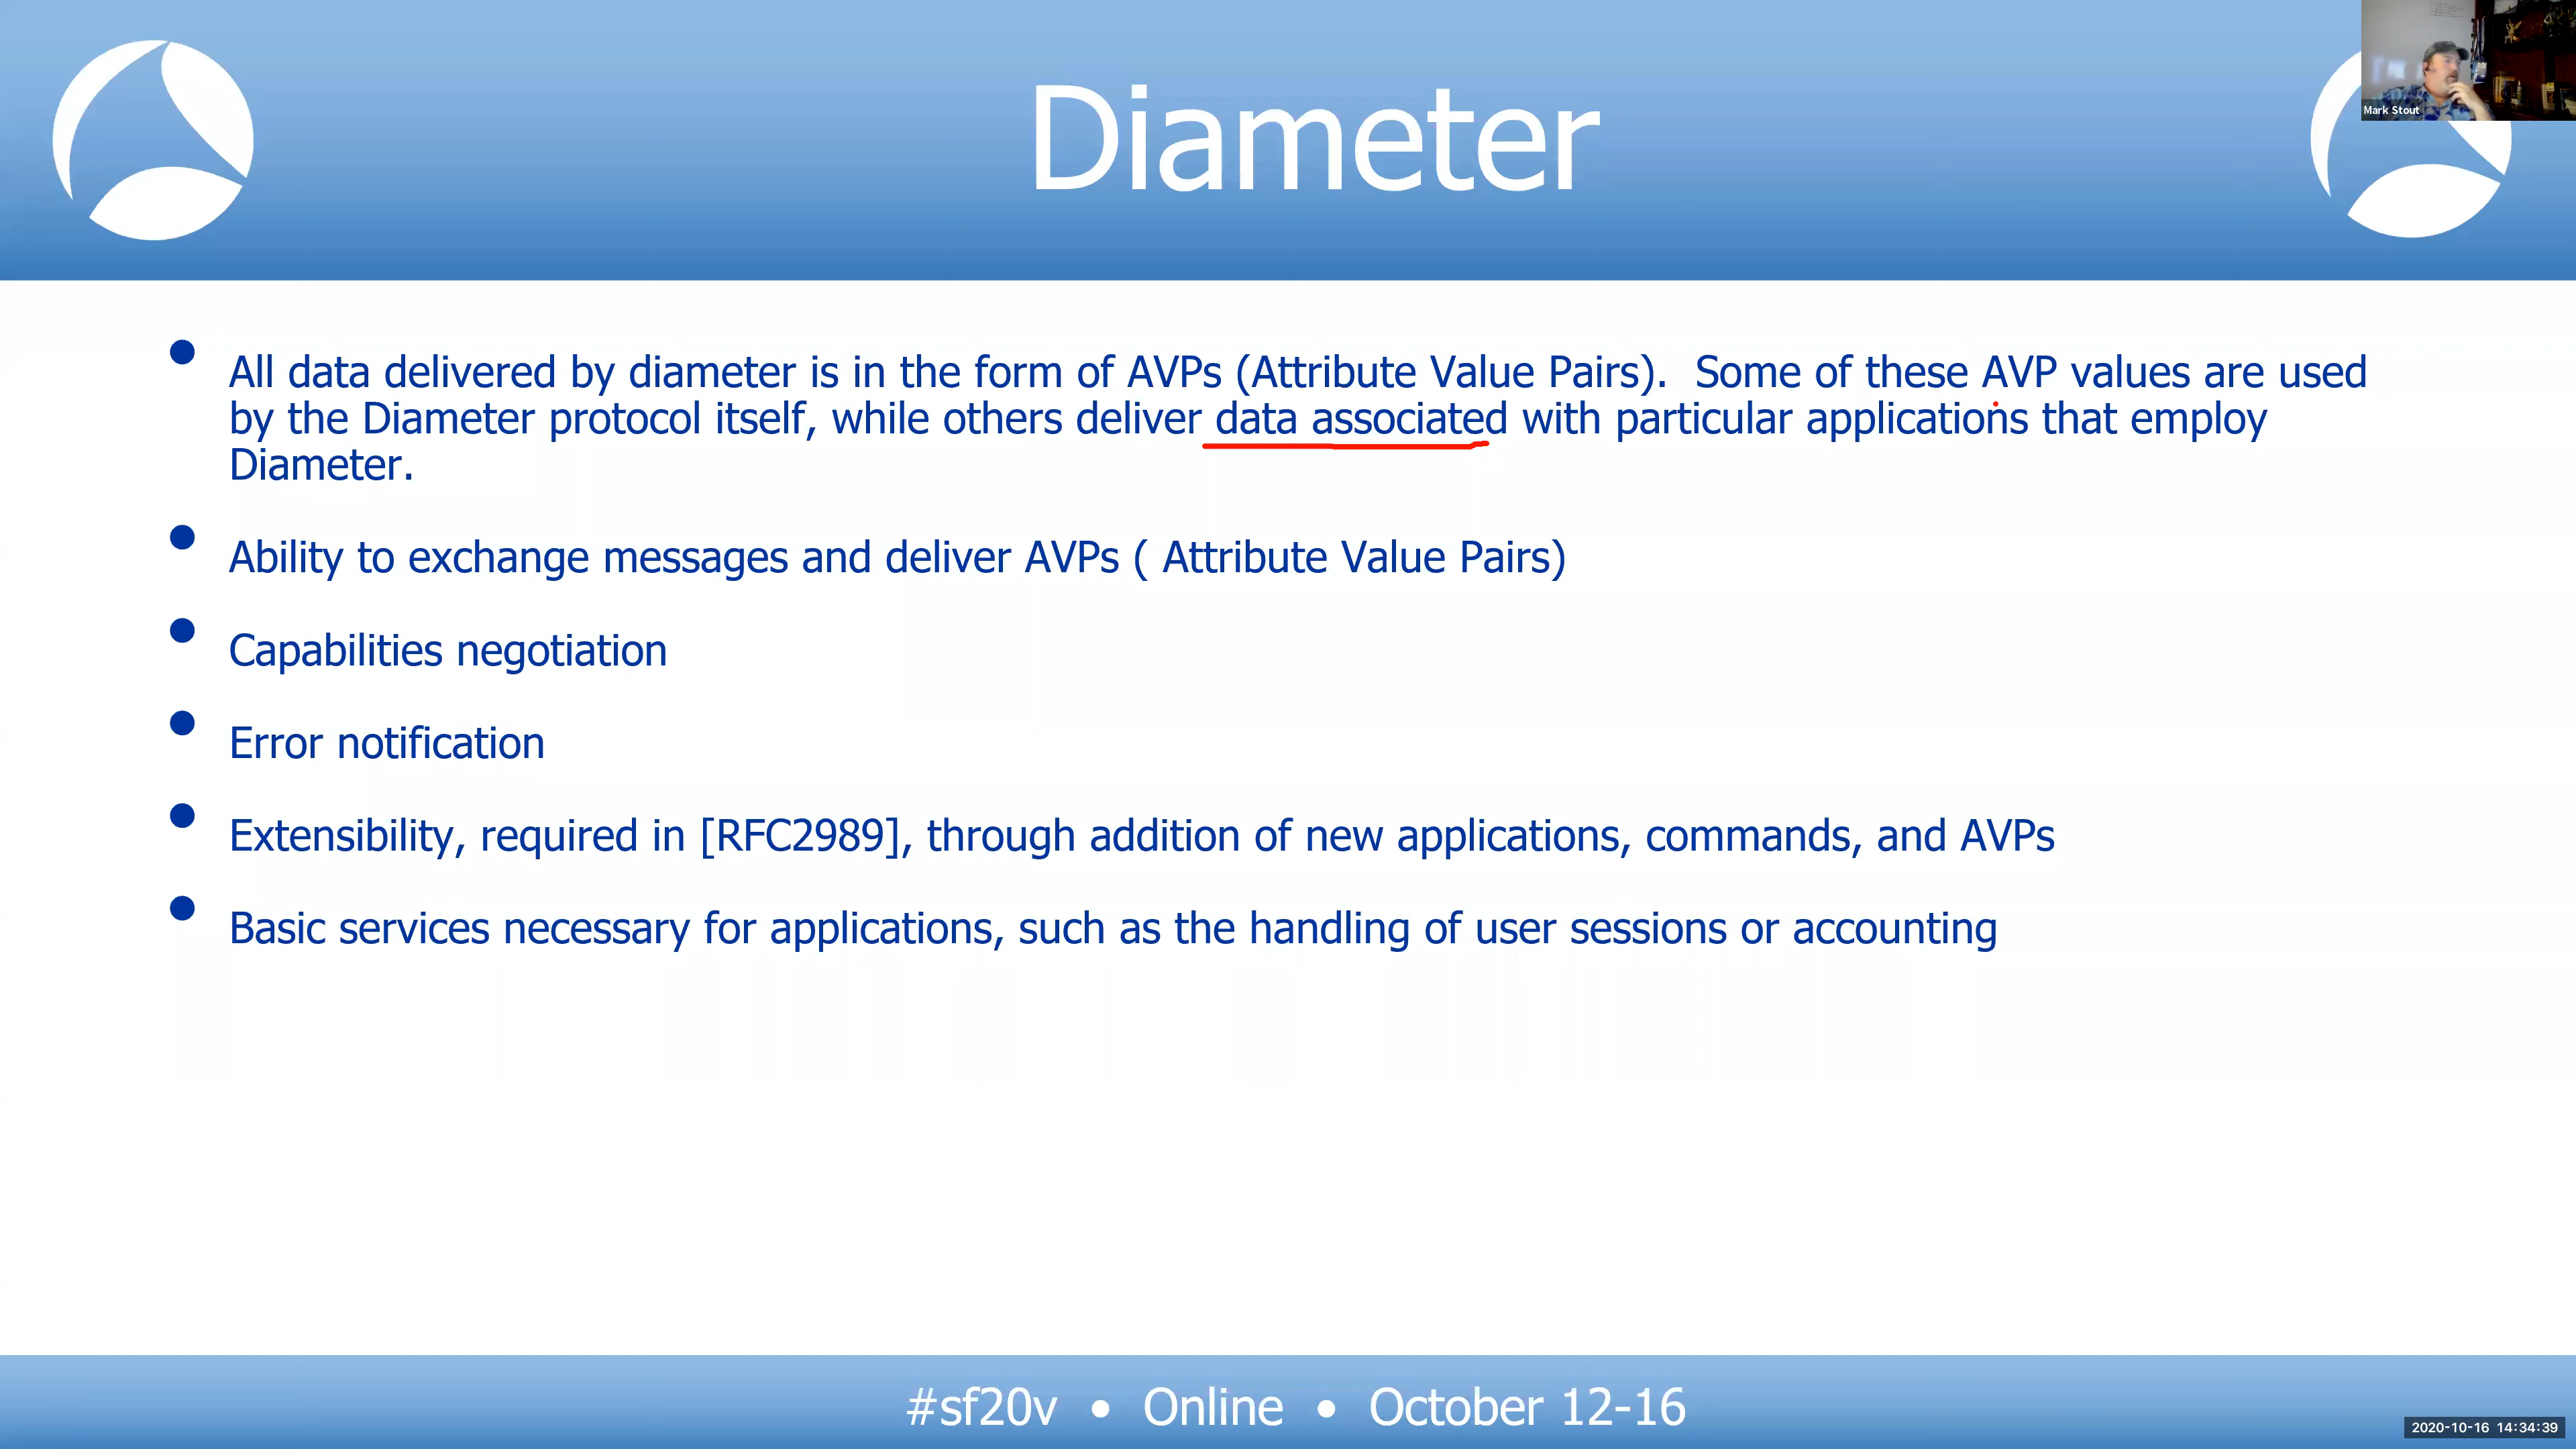 Diameter
Mark Stout
• All data delivered by diameter is in the form of AVPs (Attribute Value Pairs).  Some of these AVP values are used
by the Diameter protocol itself, while others deliver data associated with particular applications that employ
Diameter.
• Ability to exchange messages and deliver AVPs ( Attribute Value Pairs)
• Capabilities negotiation
• Error notification
• Extensibility, required in [RFC2989], through addition of new applications, commands, and AVPs
• Basic services necessary for applications, such as the handling of user sessions or accounting
#sf20v • Online • October 12-16
2020-10-16 14:34:39